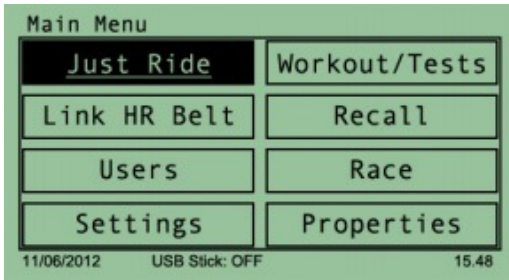 Main Menu
Just Ride Workout/Tests
Link HR Belt Recall
Users Race
Settings Properties
11/06/2012 USB Stick: OFF 15.48